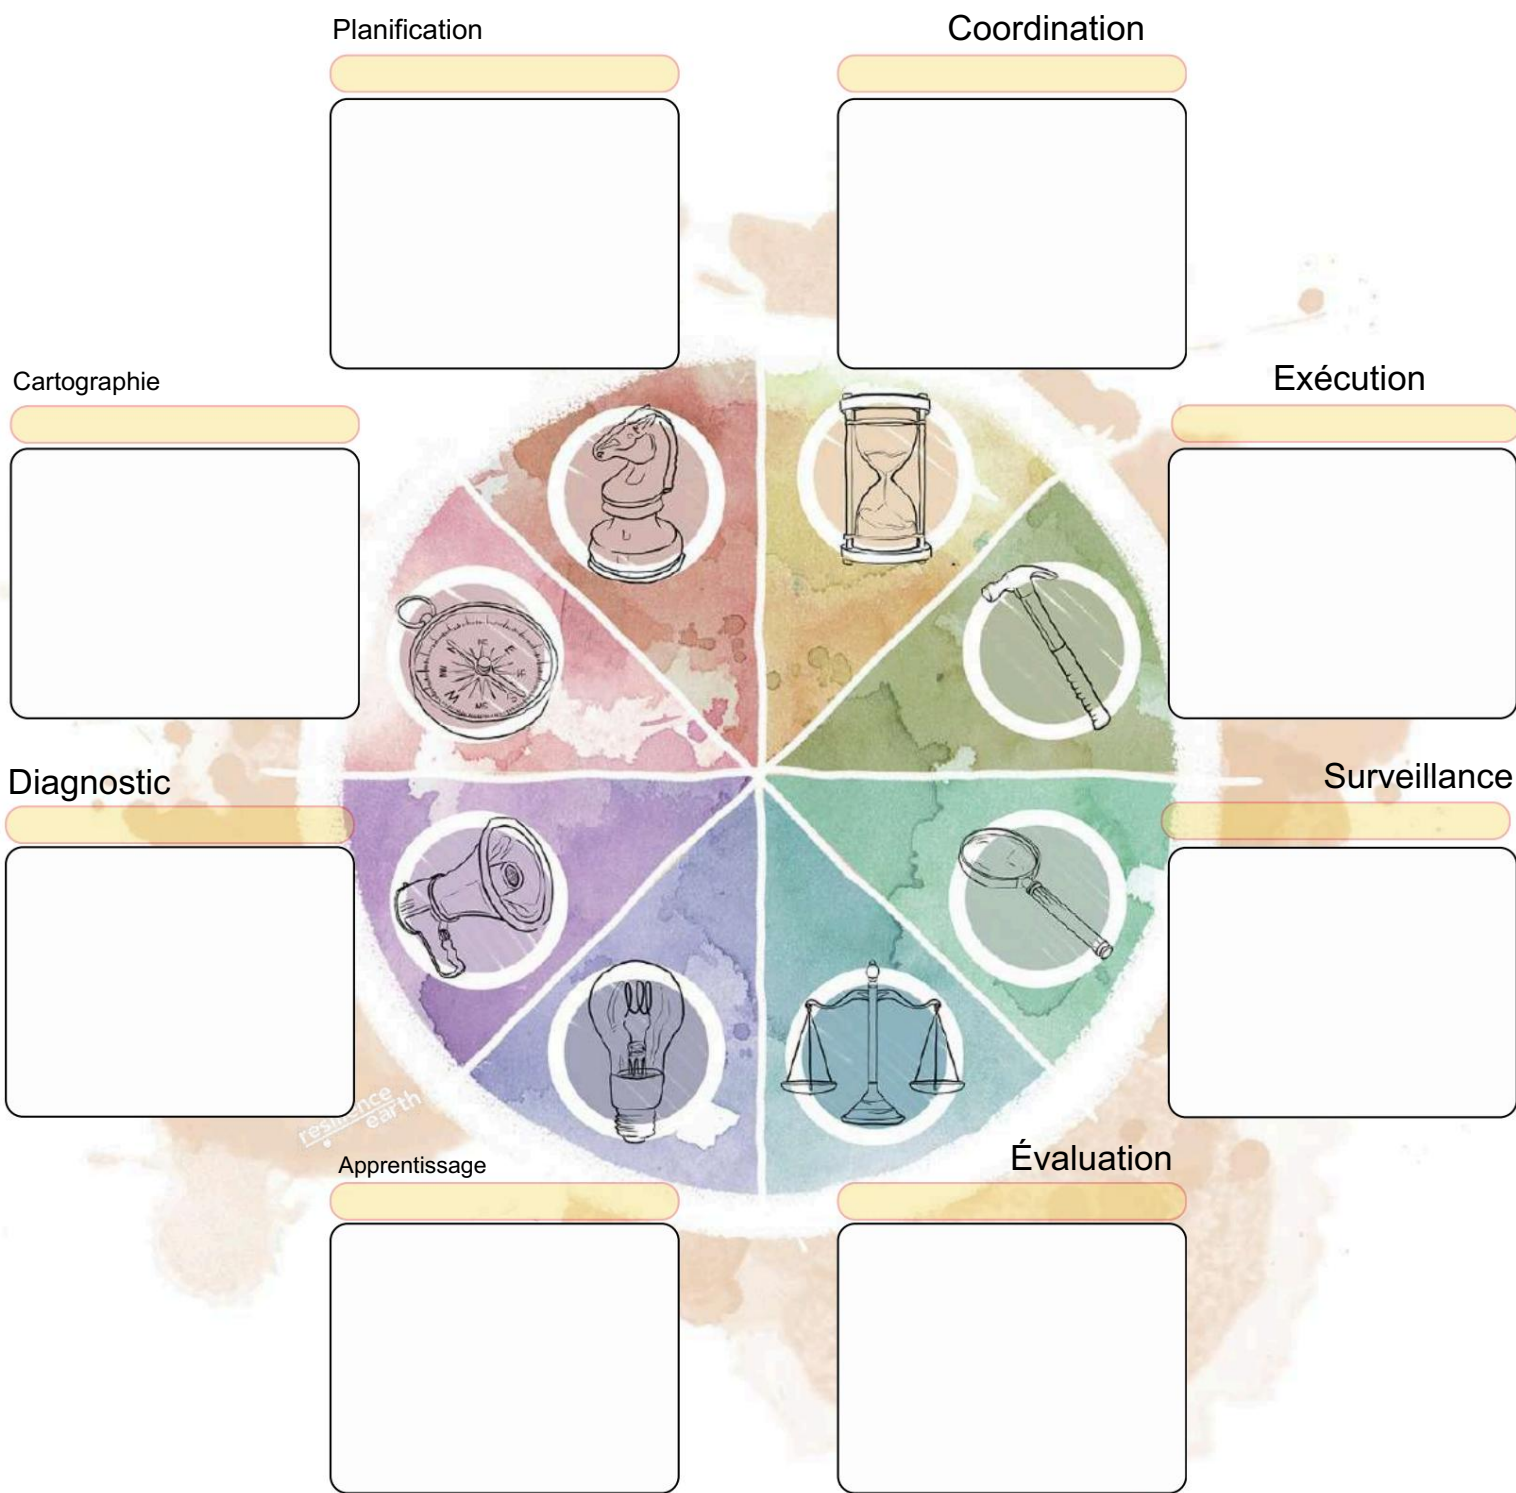 Planification
Coordination
Cartographie
Exécution
Diagnostic
Surveillance
resilience
earth
Apprentissage
Évaluation